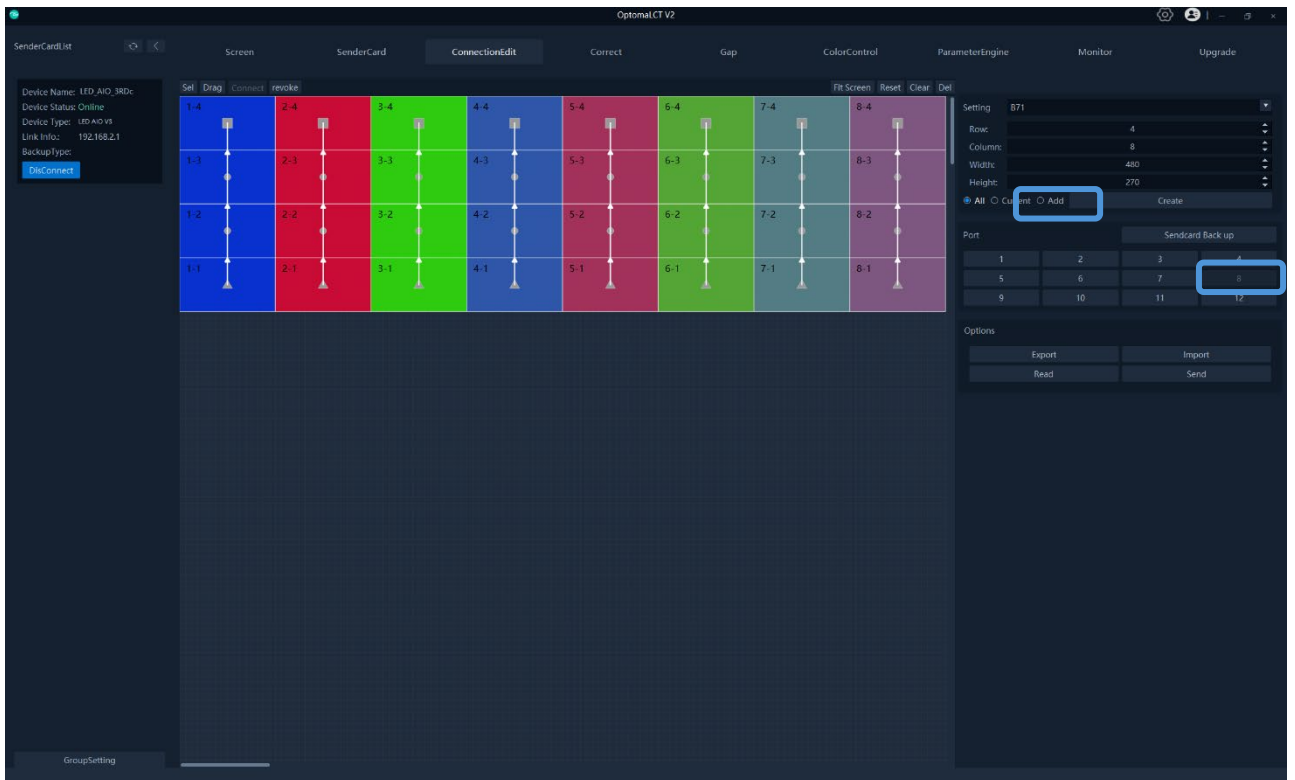 OptomaLCT V2
SenderCardList
Screen SenderCard ConnectionEdit Correct Gap ColorControl ParameterEngine Monitor Upgrade
Device Name: LED_AIO_3RDc
Device Status: Online
Device Type: LED AIO VS
Link Info.: 192.168.2.1
BackupType:
DisConnect
Sel Drag Connect revoke Fit Screen Reset Clear Del
1-4 2-4 3-4 4-4 5-4 6-4 7-4 8-4
1-3 2-3 3-3 4-3 5-3 6-3 7-3 8-3
1-2 2-2 3-2 4-2 5-2 6-2 7-2 8-2
1-1 2-1 3-1 4-1 5-1 6-1 7-1 8-1
Setting B71
Row: 4
Column: 8
Width: 480
Height: 270
All Current Add Create
Port Sendcard Back up
1 2 3 4
5 6 7 8
9 10 11 12
Options
Export Import
Read Send
GroupSetting